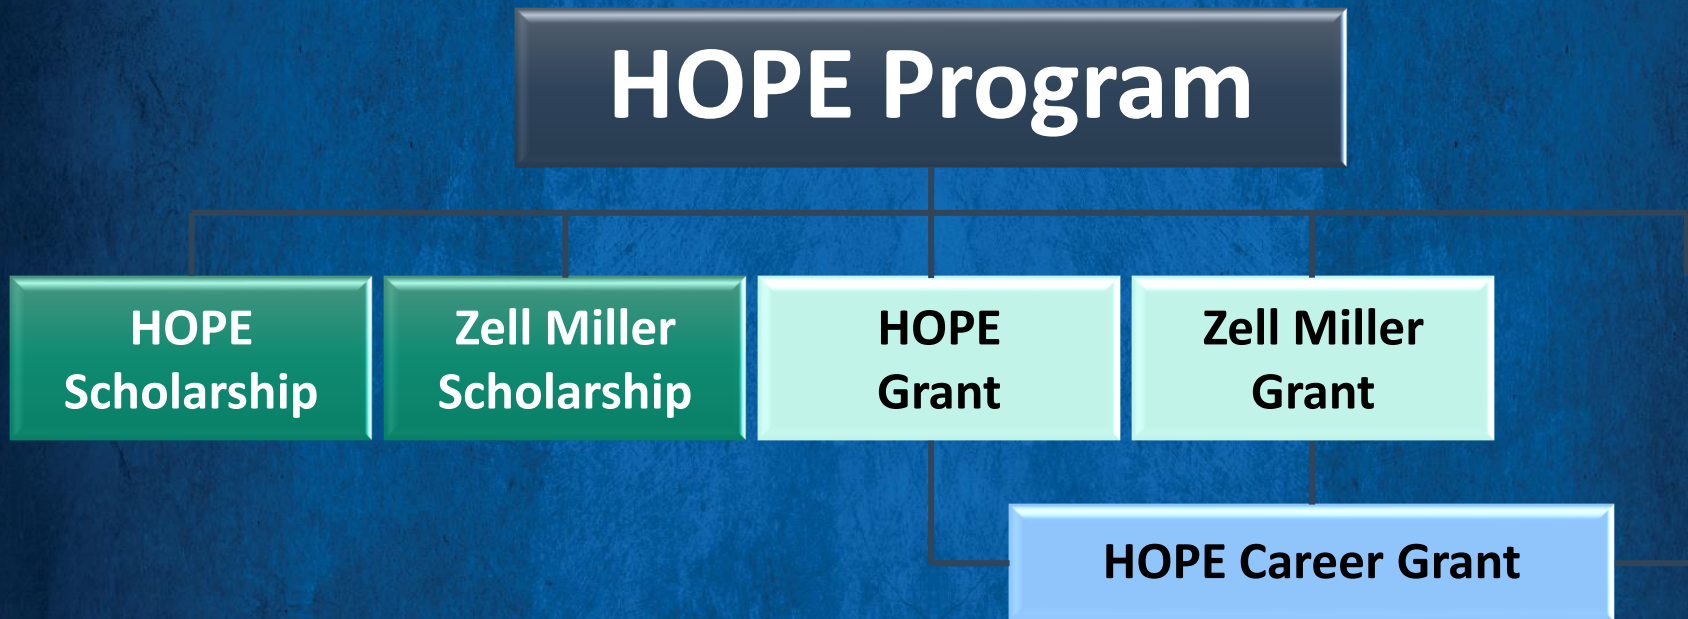 HOPE Program
HOPE
Scholarship
Zell Miller
Scholarship
HOPE
Grant
Zell Miller
Grant
HOPE Career Grant